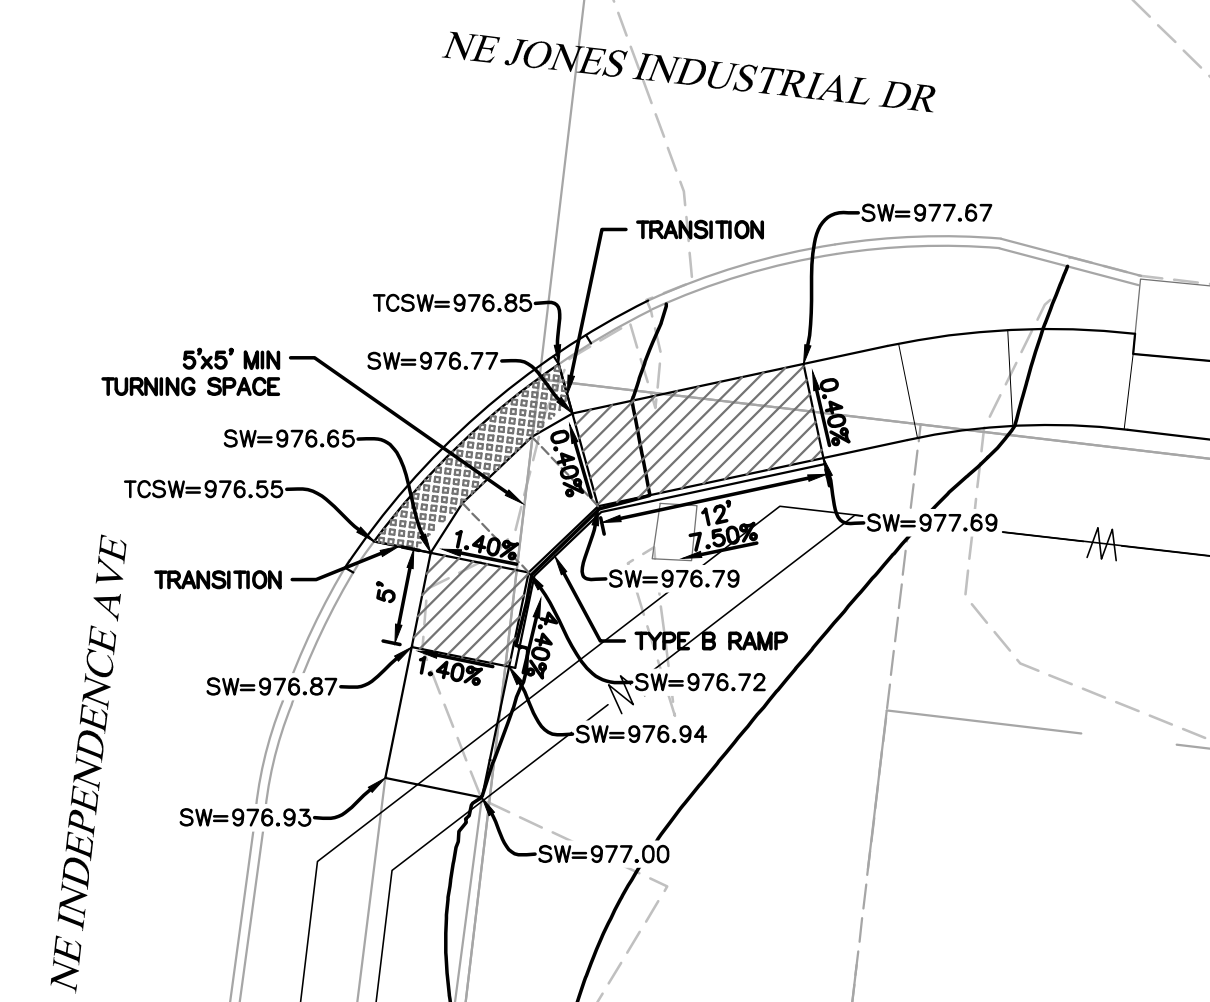 NE JONES INDUSTRIAL DR
SW=977.67
TRANSITION
TCSW=976.85
5'x5' MIN
TURNING SPACE
SW=976.77
0.40%
SW=976.65
0.40%
TCSW=976.55
12'
7.50%
SW=977.69
1.40%
TRANSITION
SW=976.79
5'
TYPE B RAMP
4.40%
1.40%
SW=976.87
SW=976.72
SW=976.94
SW=976.93
SW=977.00
NE INDEPENDENCE AVE